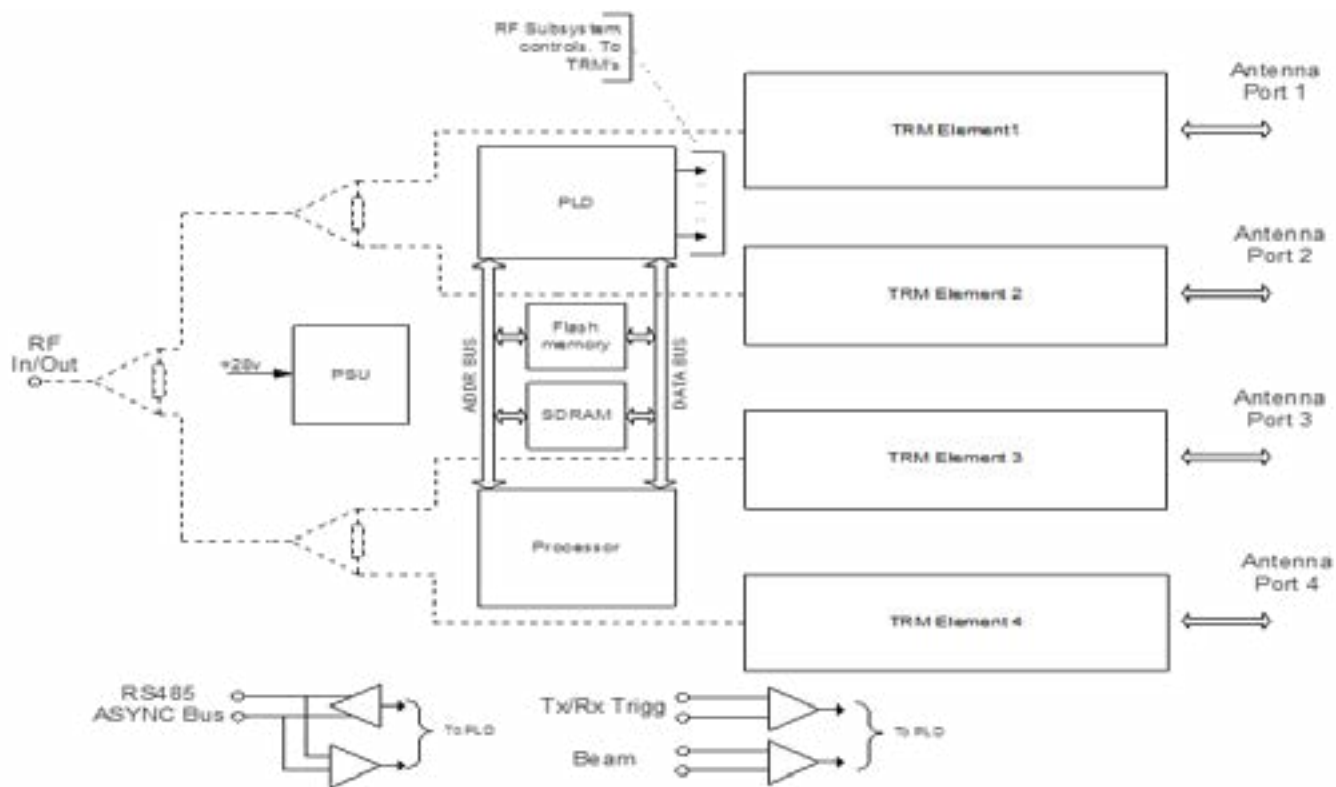 RF Subsystem
controls. To
TRM's
Antenna
Port 1
TRM Element1
PLD
Antenna
Port 2
TRM Element 2
RF
In/Out
+28v
PSU
ADDR BUS
Flash
memory
DATA BUS
SDRAM
Antenna
Port 3
TRM Element 3
Processor
Antenna
Port 4
TRM Element 4
RS485
ASYNC Bus
To PLD
Tx/Rx Trigg
To PLD
Beam